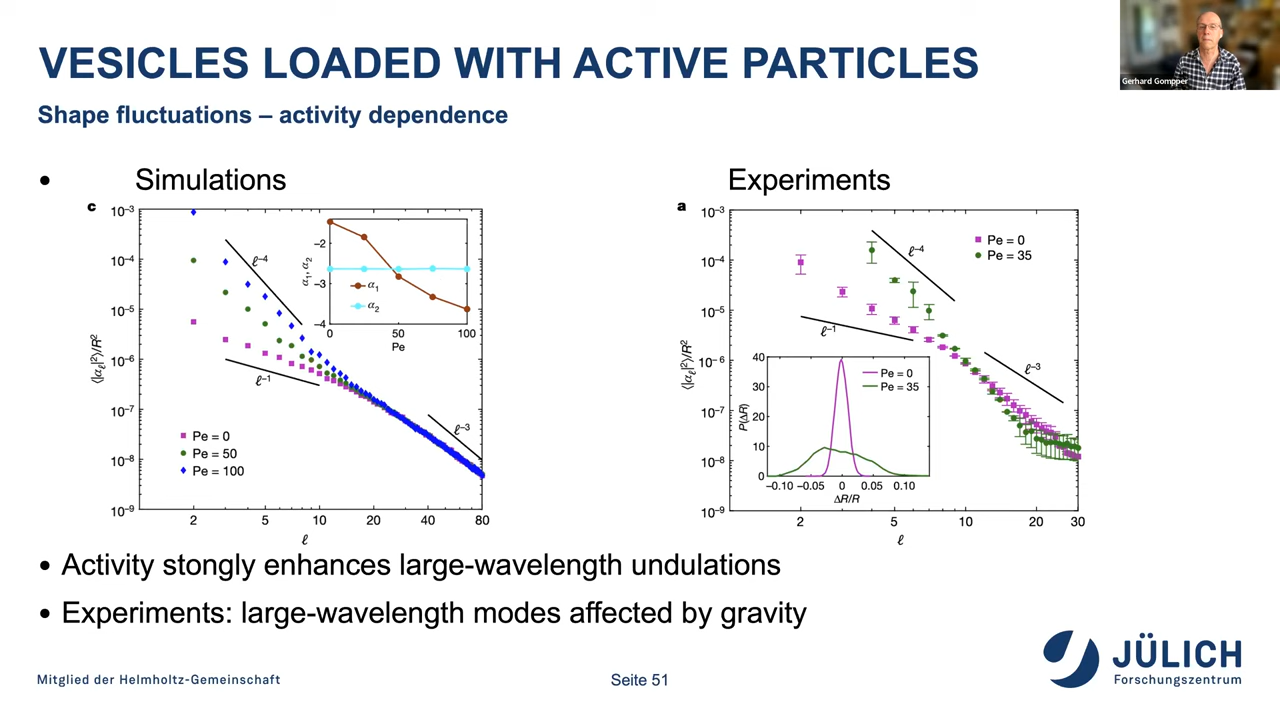 VESICLES LOADED WITH ACTIVE PARTICLES
Gerhard Gompper
Shape fluctuations – activity dependence
• Simulations
Experiments
c
10⁻³
10⁻⁴
10⁻⁵
10⁻⁶
10⁻⁷
10⁻⁸
10⁻⁹
⟨|αℓ|²⟩/R²
ℓ⁻⁴
ℓ⁻¹
ℓ⁻³
Pe = 0
Pe = 50
Pe = 100
α₁, α₂
−2
−3
−4
α₁
α₂
0 50 100
Pe
2 5 10 20 40 80
ℓ
a
10⁻³
10⁻⁴
10⁻⁵
10⁻⁶
10⁻⁷
10⁻⁸
10⁻⁹
⟨|αℓ|²⟩/R²
ℓ⁻⁴
ℓ⁻¹
ℓ⁻³
Pe = 0
Pe = 35
P(ΔR)
40
30
20
10
0
Pe = 0
Pe = 35
−0.10 −0.05 0 0.05 0.10
ΔR/R
2 5 10 20 30
ℓ
• Activity stongly enhances large-wavelength undulations
• Experiments: large-wavelength modes affected by gravity
Mitglied der Helmholtz-Gemeinschaft
Seite 51
JÜLICH
Forschungszentrum